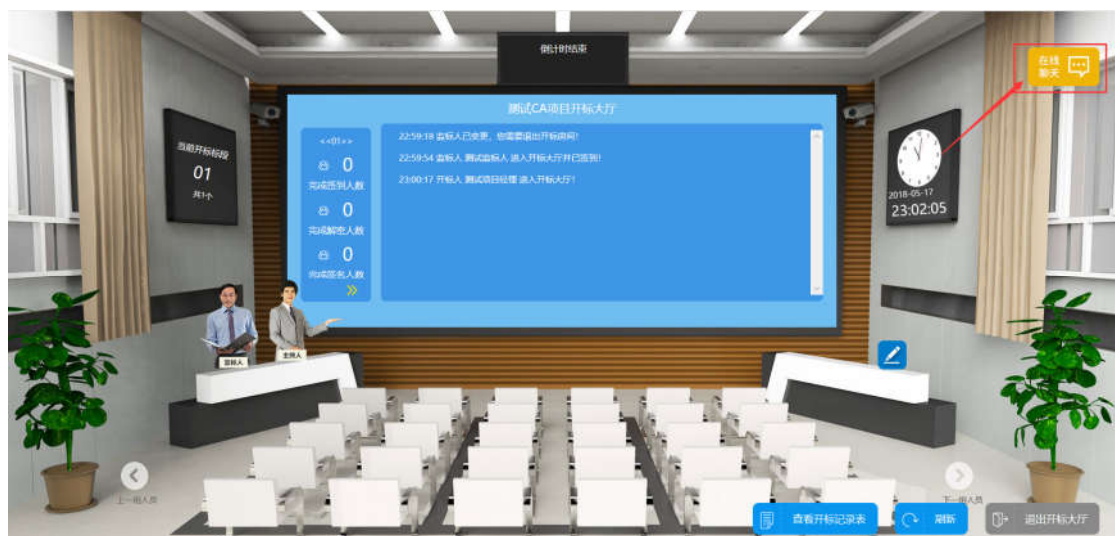 倒计时结束
在线
聊天
测试CA项目开标大厅
当前开标标段
01
共1个
<<01>>
0
完成签到人数
0
完成解密人数
0
完成签名人数
22:59:18 监标人已变更，您需要退出开标房间!
22:59:54 监标人 测试监标人 进入开标大厅并已签到!
23:00:17 开标人 测试项目经理 进入开标大厅!
2018-05-17
23:02:05
监标人
主持人
上一组人员
下一组人员
查看开标记录表
刷新
退出开标大厅